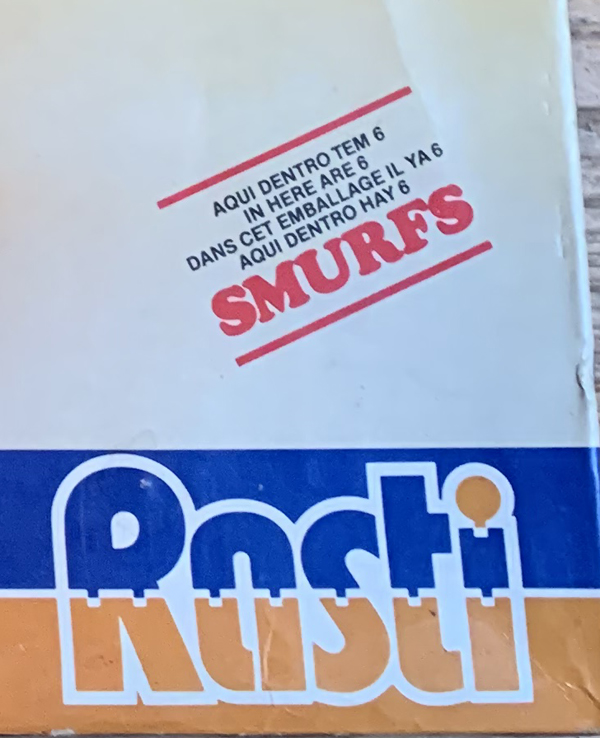 AQUI DENTRO TEM 6
IN HERE ARE 6
DANS CET EMBALLAGE IL YA 6
AQUI DENTRO HAY 6
SMURFS
Rasti